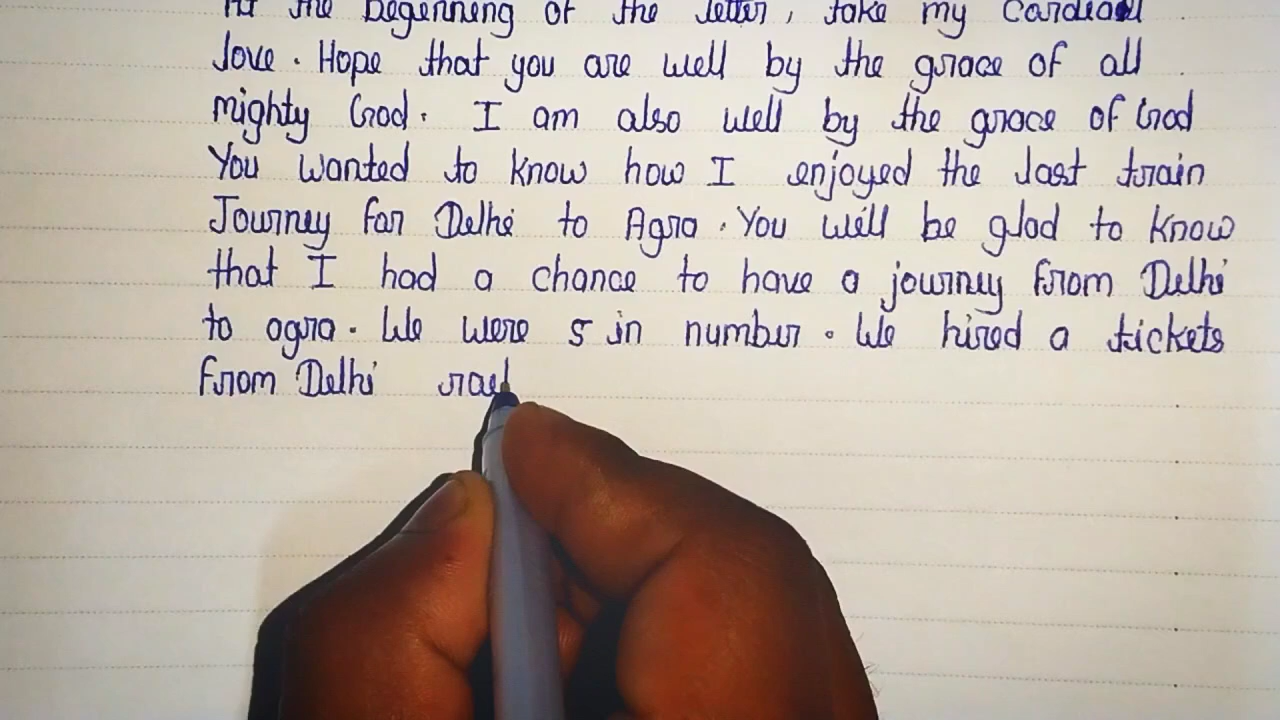 At the beginning of the letter, take my Cardieal
love. Hope that you are well by the grace of all
mighty God. I am also well by the grace of God
You wanted to know how I enjoyed the last train
Journey for Delhi to Agra. You will be glad to know
that I had a chance to have a journey from Delhi
to agra. We were 5 in number. We hired a tickets
from Delhi rail